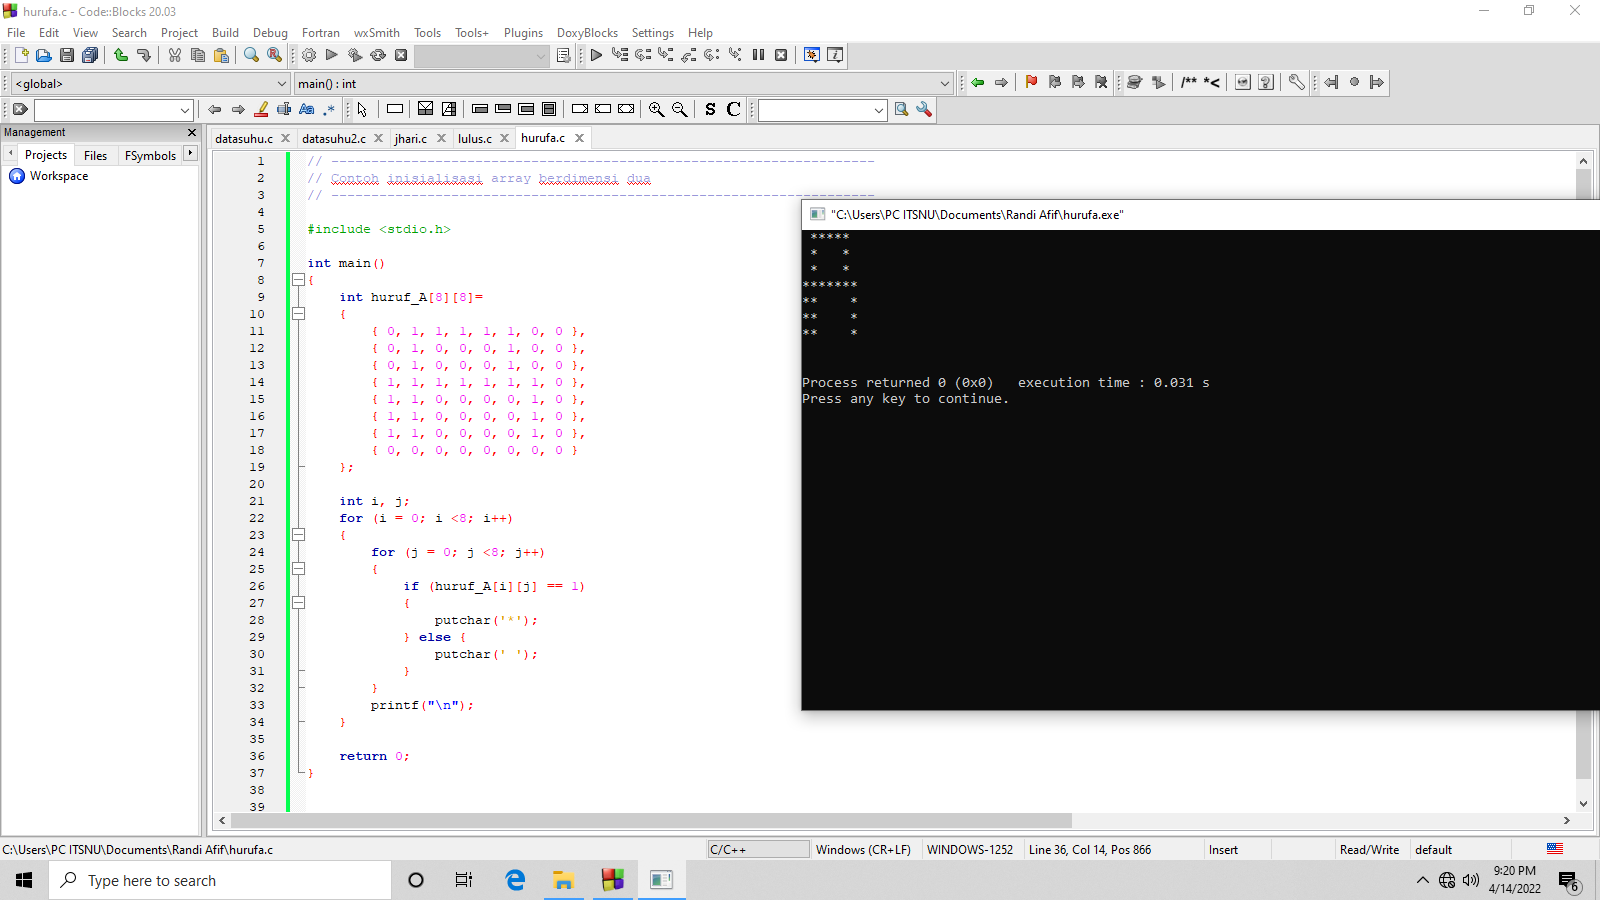 hurufa.c - Code::Blocks 20.03
File Edit View Search Project Build Debug Fortran wxSmith Tools Tools+ Plugins DoxyBlocks Settings Help
<global> main() : int
/** *<
Aa .* S C
Management
Projects Files FSymbols
Workspace
datasuhu.c datasuhu2.c jhari.c lulus.c hurufa.c
1 // --------------------------------------------------------------------
2 // Contoh inisialisasi array berdimensi dua
3 // --------------------------------------------------------------------
4
5 #include <stdio.h>
6
7 int main()
8 {
9 int huruf_A[8][8]=
10 {
11 { 0, 1, 1, 1, 1, 1, 0, 0 },
12 { 0, 1, 0, 0, 0, 1, 0, 0 },
13 { 0, 1, 0, 0, 0, 1, 0, 0 },
14 { 1, 1, 1, 1, 1, 1, 1, 0 },
15 { 1, 1, 0, 0, 0, 0, 1, 0 },
16 { 1, 1, 0, 0, 0, 0, 1, 0 },
17 { 1, 1, 0, 0, 0, 0, 1, 0 },
18 { 0, 0, 0, 0, 0, 0, 0, 0 }
19 };
20
21 int i, j;
22 for (i = 0; i <8; i++)
23 {
24 for (j = 0; j <8; j++)
25 {
26 if (huruf_A[i][j] == 1)
27 {
28 putchar('*');
29 } else {
30 putchar(' ');
31 }
32 }
33 printf("\n");
34 }
35
36 return 0;
37 }
38
39
"C:\Users\PC ITSNU\Documents\Randi Afif\hurufa.exe"
 *****
 *   *
 *   *
*******
**    *
**    *
**    *
Process returned 0 (0x0)   execution time : 0.031 s
Press any key to continue.
C:\Users\PC ITSNU\Documents\Randi Afif\hurufa.c C/C++ Windows (CR+LF) WINDOWS-1252 Line 36, Col 14, Pos 866 Insert Read/Write default
Type here to search
9:20 PM
4/14/2022
6